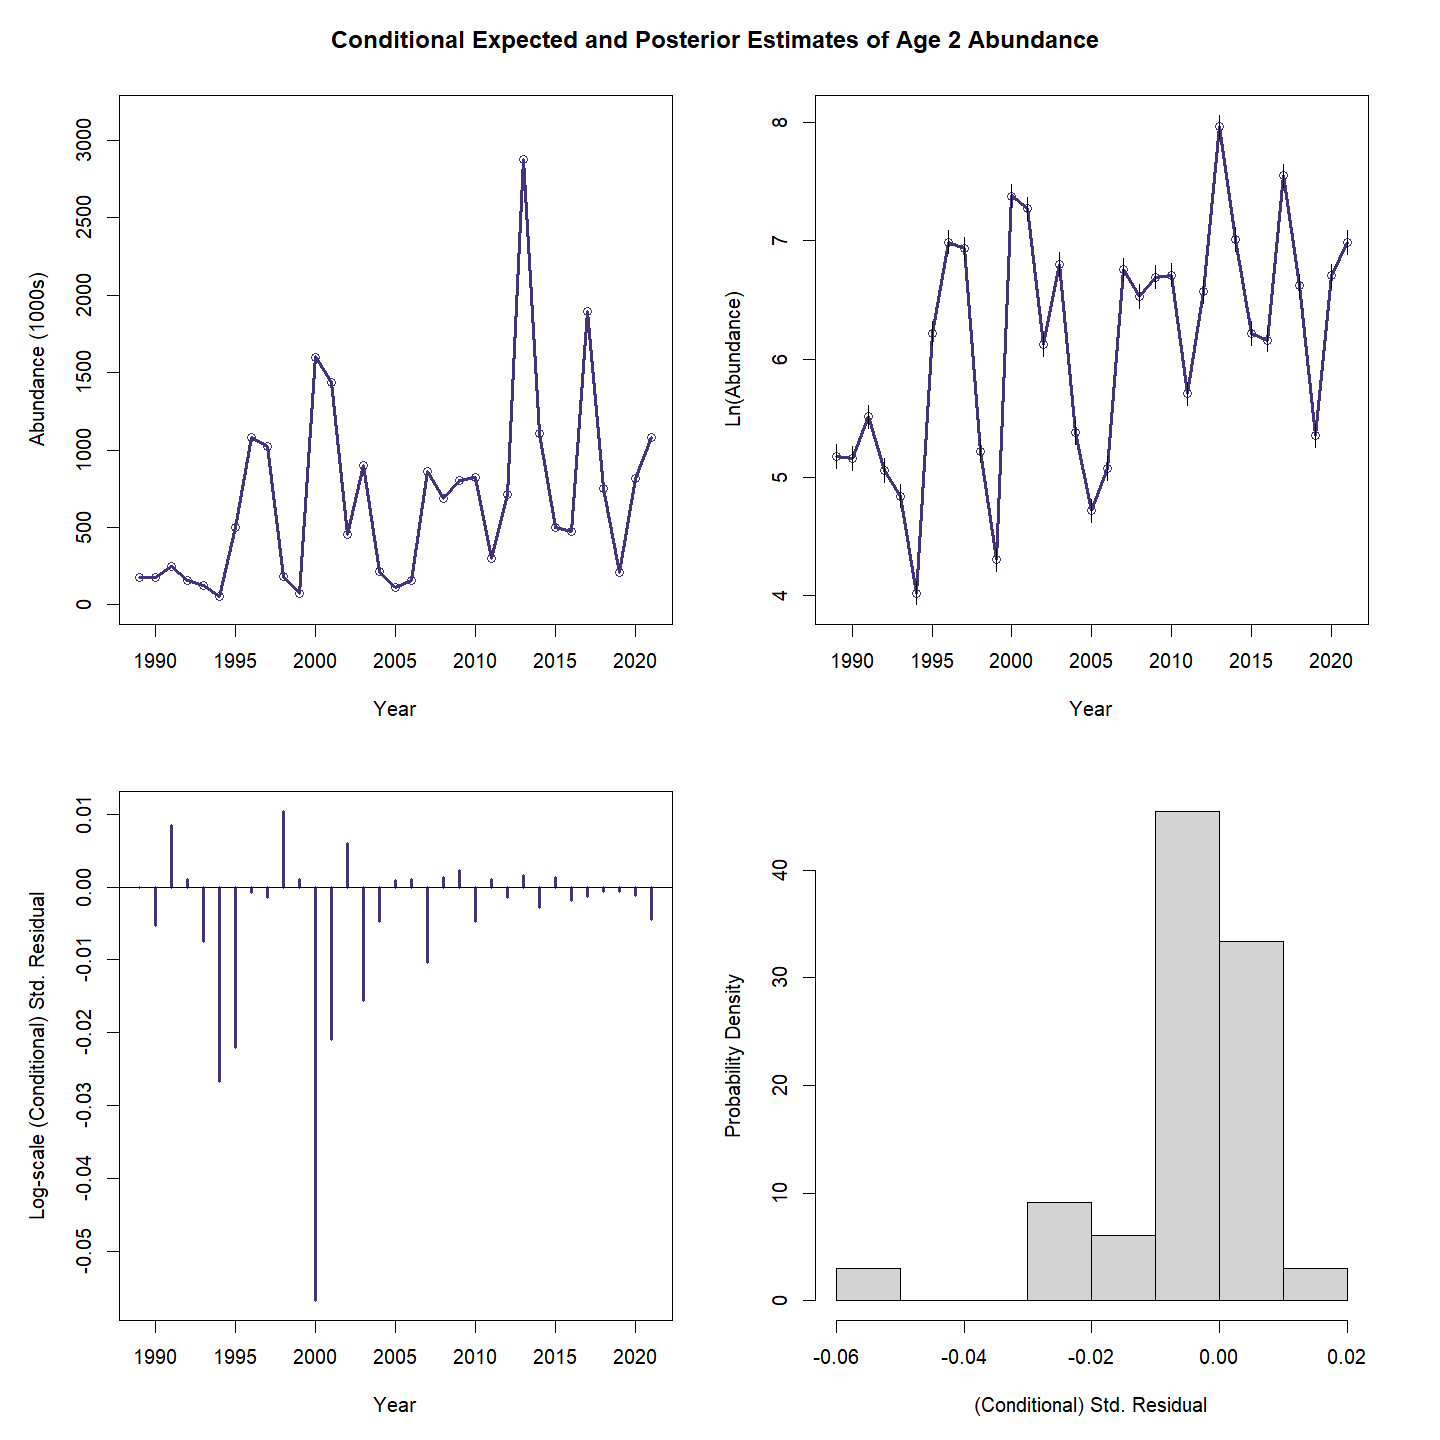 Conditional Expected and Posterior Estimates of Age 2 Abundance
Abundance (1000s)
3000
2500
2000
1500
1000
500
0
1990 1995 2000 2005 2010 2015 2020
Year
Ln(Abundance)
8
7
6
5
4
1990 1995 2000 2005 2010 2015 2020
Year
Log-scale (Conditional) Std. Residual
0.01
0.00
-0.01
-0.02
-0.03
-0.04
-0.05
1990 1995 2000 2005 2010 2015 2020
Year
Probability Density
40
30
20
10
0
-0.06 -0.04 -0.02 0.00 0.02
(Conditional) Std. Residual